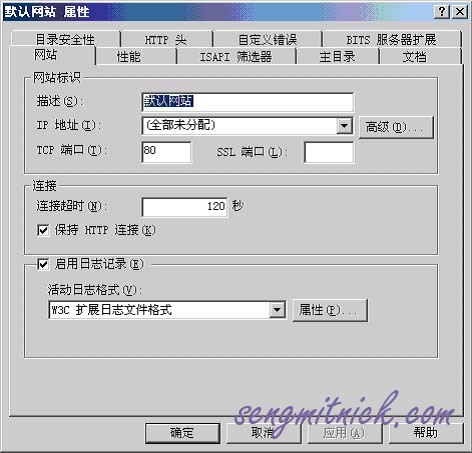 默认网站 属性
目录安全性 HTTP 头 自定义错误 BITS 服务器扩展
网站 性能 ISAPI 筛选器 主目录 文档
网站标识
描述(S): 默认网站
IP 地址(I): (全部未分配) 高级(D)...
TCP 端口(T): 80 SSL 端口(L):
连接
连接超时(N): 120 秒
保持 HTTP 连接(K)
启用日志记录(E)
活动日志格式(V):
W3C 扩展日志文件格式 属性(P)...
sengmitnick.com
确定 取消 应用(A) 帮助